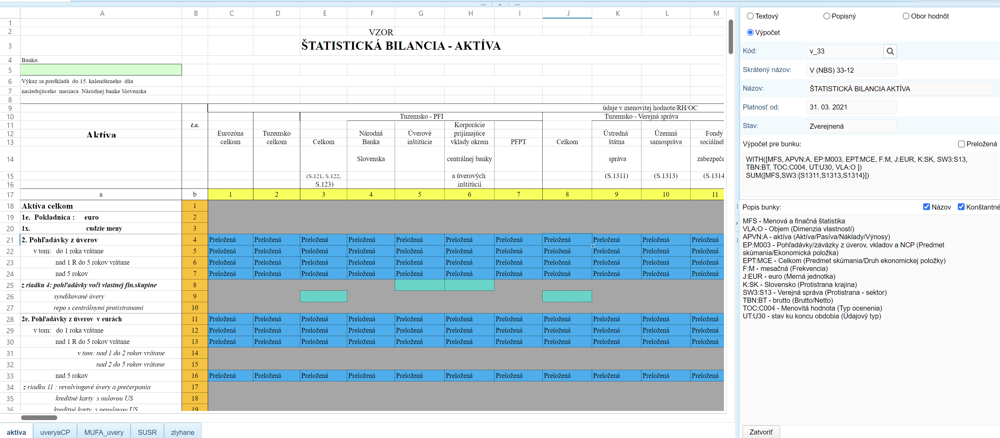 A B C D E F G H I J K L M
1
2 VZOR
3 ŠTATISTICKÁ BILANCIA - AKTÍVA
4 Banka:
5
6 Výkaz sa predkladá do 15. kalendárneho dňa
7 nasledujúceho mesiaca Národnej banke Slovenska
8
9 údaje v menovitej hodnote/RH/OC
10 Tuzemsko - PFI Tuzemsko - Verejná správa
11 č.r. Korporácie
12 Aktíva Eurozóna Tuzemsko Národná Úverové prijímajúce Ústredná Územná Fondy
13 celkom celkom Celkom Banka inštitúcie vklady okrem PFPT Celkom štátna samospráva sociálneh
14 Slovenska centrálnej banky správa zabezpeče
15 (S.121, S.122, a úverových (S.1311) (S.1313) (S.1314
16 S.123) inštitúcií
17 a b 1 2 3 4 5 6 7 8 9 10 11
18 Aktíva celkom 1
19 1e. Pokladnica : euro 2
20 1x. cudzie meny 3
21 2. Pohľadávky z úverov 4 Preložená Preložená Preložená Preložená Preložená Preložená Preložená Preložená Preložená Preložená Preložená
22 v tom: do 1 roka vrátane 5 Preložená Preložená Preložená Preložená Preložená Preložená Preložená Preložená Preložená Preložená Preložená
23 nad 1 R do 5 rokov vrátane 6 Preložená Preložená Preložená Preložená Preložená Preložená Preložená Preložená Preložená Preložená Preložená
24 nad 5 rokov 7 Preložená Preložená Preložená Preložená Preložená Preložená Preložená Preložená Preložená Preložená Preložená
25 z riadku 4: pohľadávky voči vlastnej fin.skupine 8
26 syndikované úvery 9
27 repo s centrálnymi protistranami 10
28 2e. Pohľadávky z úverov v eurách 11 Preložená Preložená Preložená Preložená Preložená Preložená Preložená Preložená Preložená Preložená Preložená
29 v tom: do 1 roka vrátane 12 Preložená Preložená Preložená Preložená Preložená Preložená Preložená Preložená Preložená Preložená Preložená
30 nad 1 R do 5 rokov vrátane 13 Preložená Preložená Preložená Preložená Preložená Preložená Preložená Preložená Preložená Preložená Preložená
31 v tom: nad 1 do 2 rokov vrátane 14
32 nad 2 do 5 rokov vrátane 15
33 nad 5 rokov 16 Preložená Preložená Preložená Preložená Preložená Preložená Preložená Preložená Preložená Preložená Preložená
34 z riadku 11 : revolvingové úvery a prečerpania 17
35 kreditné karty s nulovou US 18
36 kreditné karty s nenulovou US 19
aktiva uveryaCP MUFA_uvery SUSR zlyhane
Textový Popisný Obor hodnôt
Výpočet
Kód: v_33
Skrátený názov: V (NBS) 33-12
Názov: ŠTATISTICKÁ BILANCIA AKTÍVA
Platnosť od: 31. 03. 2021
Stav: Zverejnená
Výpočet pre bunku: Preložená
WITH([MFS, APVN:A, EP:M003, EPT:MCE, F:M, J:EUR, K:SK, SW3:S13,
TBN:BT, TOC:C004, UT:U30, VLA:O ])
SUM([MFS,SW3:{S1311,S1313,S1314}])
Popis bunky: Názov Konštantné
MFS - Menová a finačná štatistika
VLA:O - Objem (Dimenzia vlastností)
APVN:A - aktíva (Aktíva/Pasíva/Náklady/Výnosy)
EP:M003 - Pohľadávky/záväzky z úverov, vkladov a NCP (Predmet
skúmania/Ekonomická položka)
EPT:MCE - Celkom (Predmet skúmania/Druh ekonomickej položky)
F:M - mesačná (Frekvencia)
J:EUR - euro (Merná jednotka)
K:SK - Slovensko (Protistrana krajina)
SW3:S13 - Verejná správa (Protistrana - sektor)
TBN:BT - brutto (Brutto/Netto)
TOC:C004 - Menovitá hodnota (Typ ocenenia)
UT:U30 - stav ku koncu obdobia (Údajový typ)
Zatvoriť